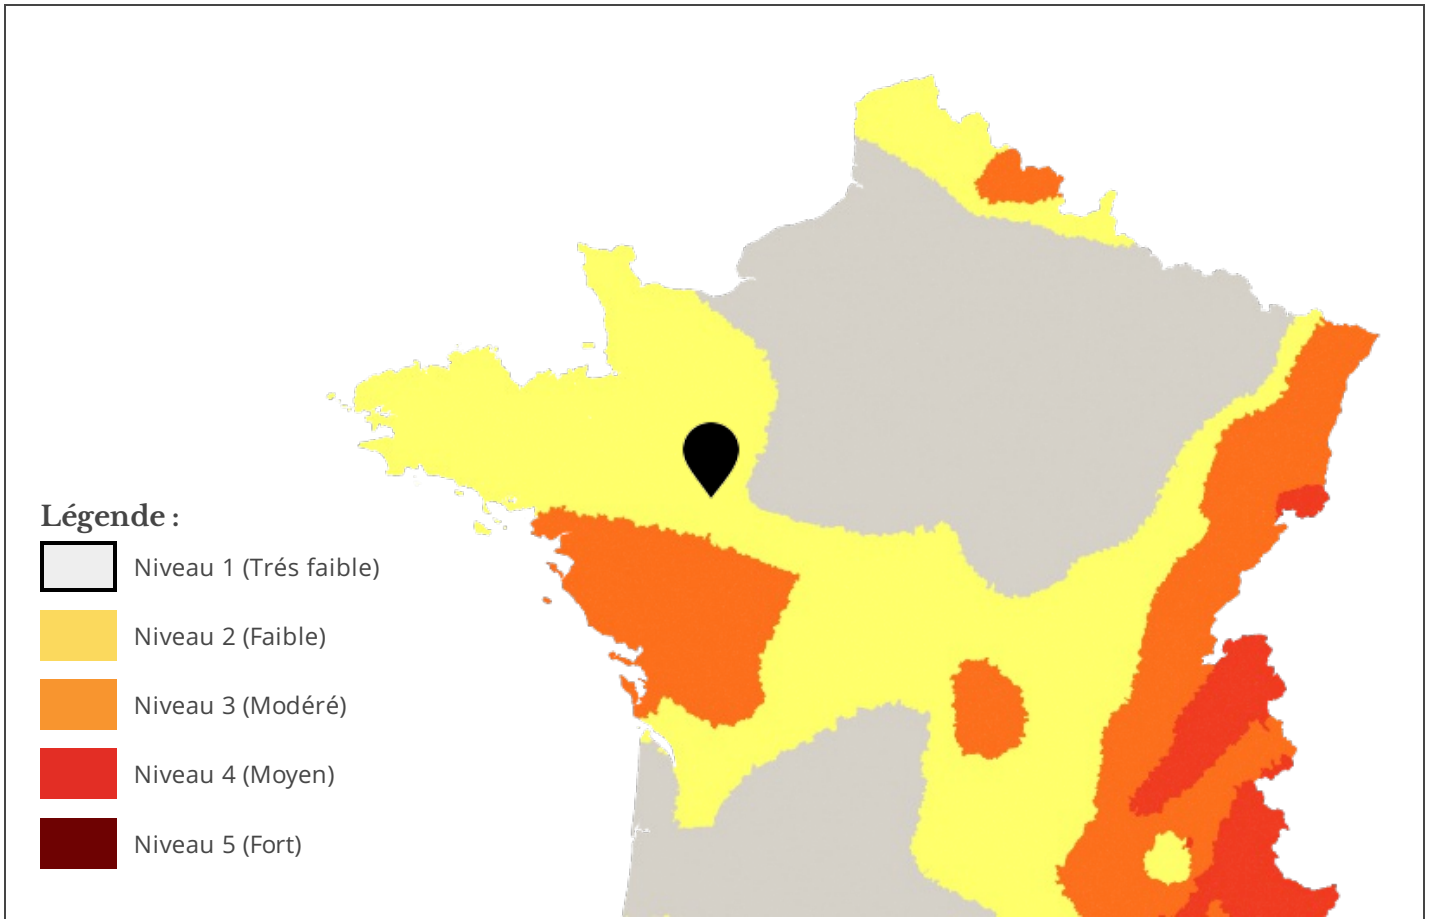 Légende :
Niveau 1 (Trés faible)
Niveau 2 (Faible)
Niveau 3 (Modéré)
Niveau 4 (Moyen)
Niveau 5 (Fort)